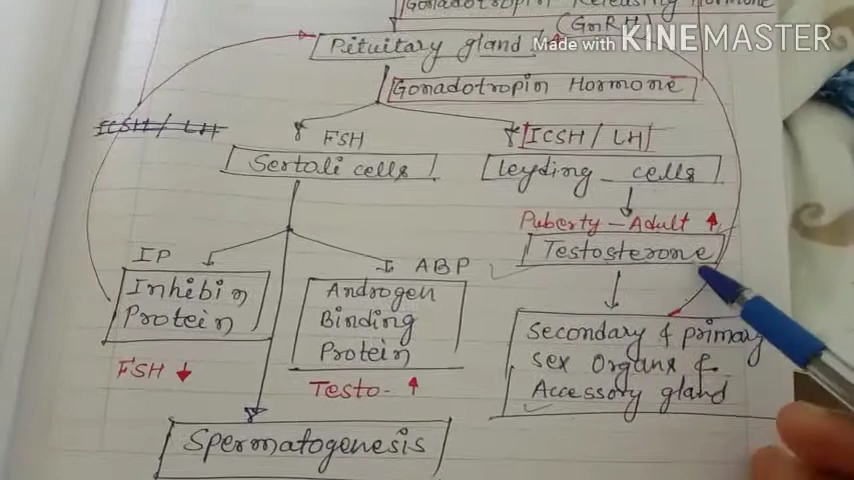 Gonadotropin Releasing Hormone
(GnRH)
Pituitary gland
Made with KINEMASTER
Gonadotropin Hormone
ICSH / LH
FSH
ICSH / LH
Sertali cells
Leyding cells
Puberty - Adult ↑
Testosterone
IP
ABP
Inhibin
Protein
Androgen
Binding
Protein
FSH ↓
Testo- ↑
Secondary & primary
Sex Organs &
Accessory gland
Spermatogenesis